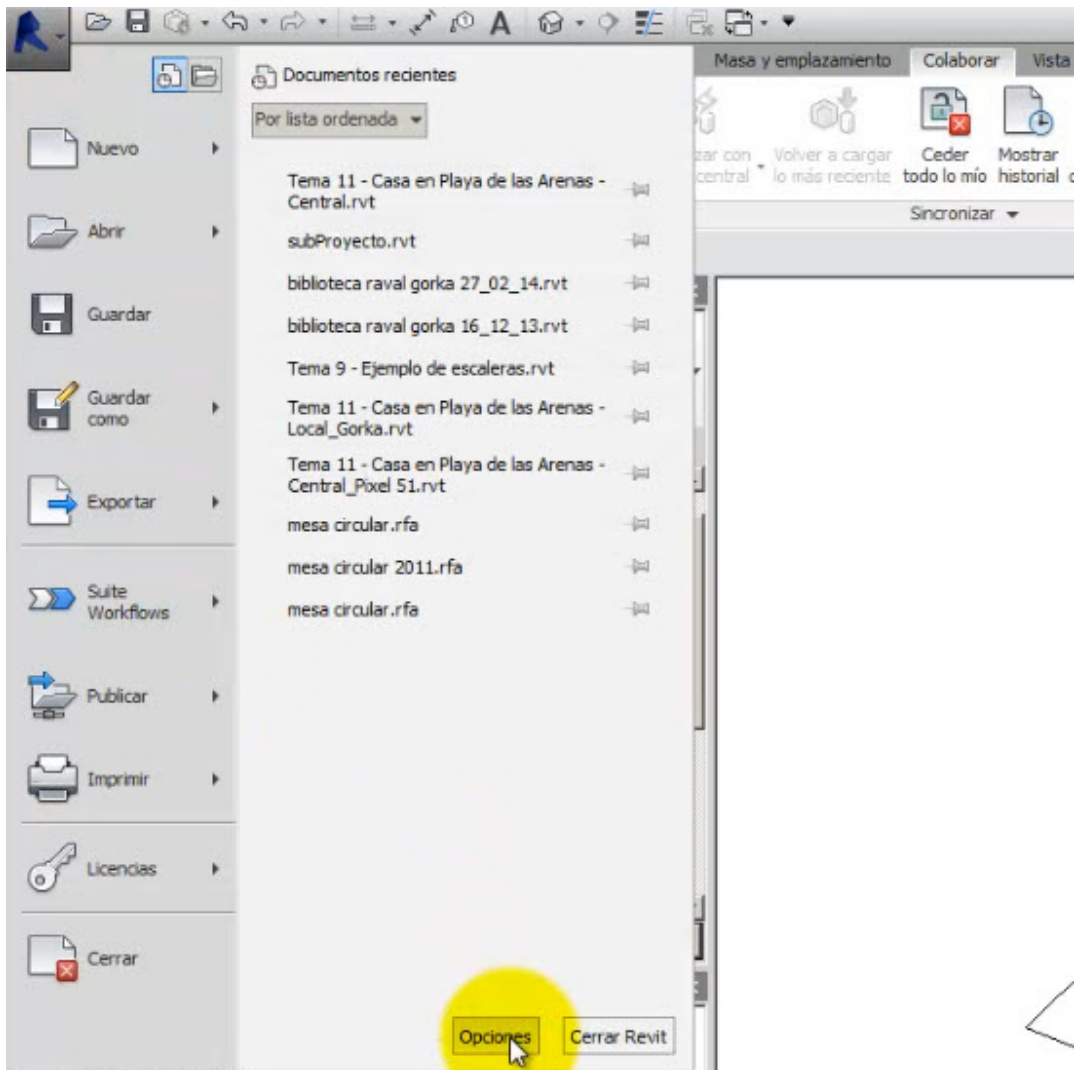 Documentos recientes
Por lista ordenada
Nuevo
Abrir
Guardar
Guardar
como
Exportar
Suite
Workflows
Publicar
Imprimir
Licencias
Cerrar
Tema 11 - Casa en Playa de las Arenas -
Central.rvt
subProyecto.rvt
biblioteca raval gorka 27_02_14.rvt
biblioteca raval gorka 16_12_13.rvt
Tema 9 - Ejemplo de escaleras.rvt
Tema 11 - Casa en Playa de las Arenas -
Local_Gorka.rvt
Tema 11 - Casa en Playa de las Arenas -
Central_Pixel 51.rvt
mesa circular.rfa
mesa circular 2011.rfa
mesa circular.rfa
Opciones
Cerrar Revit
Masa y emplazamiento
Colaborar
Vista
zar con
central
Volver a cargar
lo más reciente
Ceder
todo lo mío
Mostrar
historial
Sincronizar